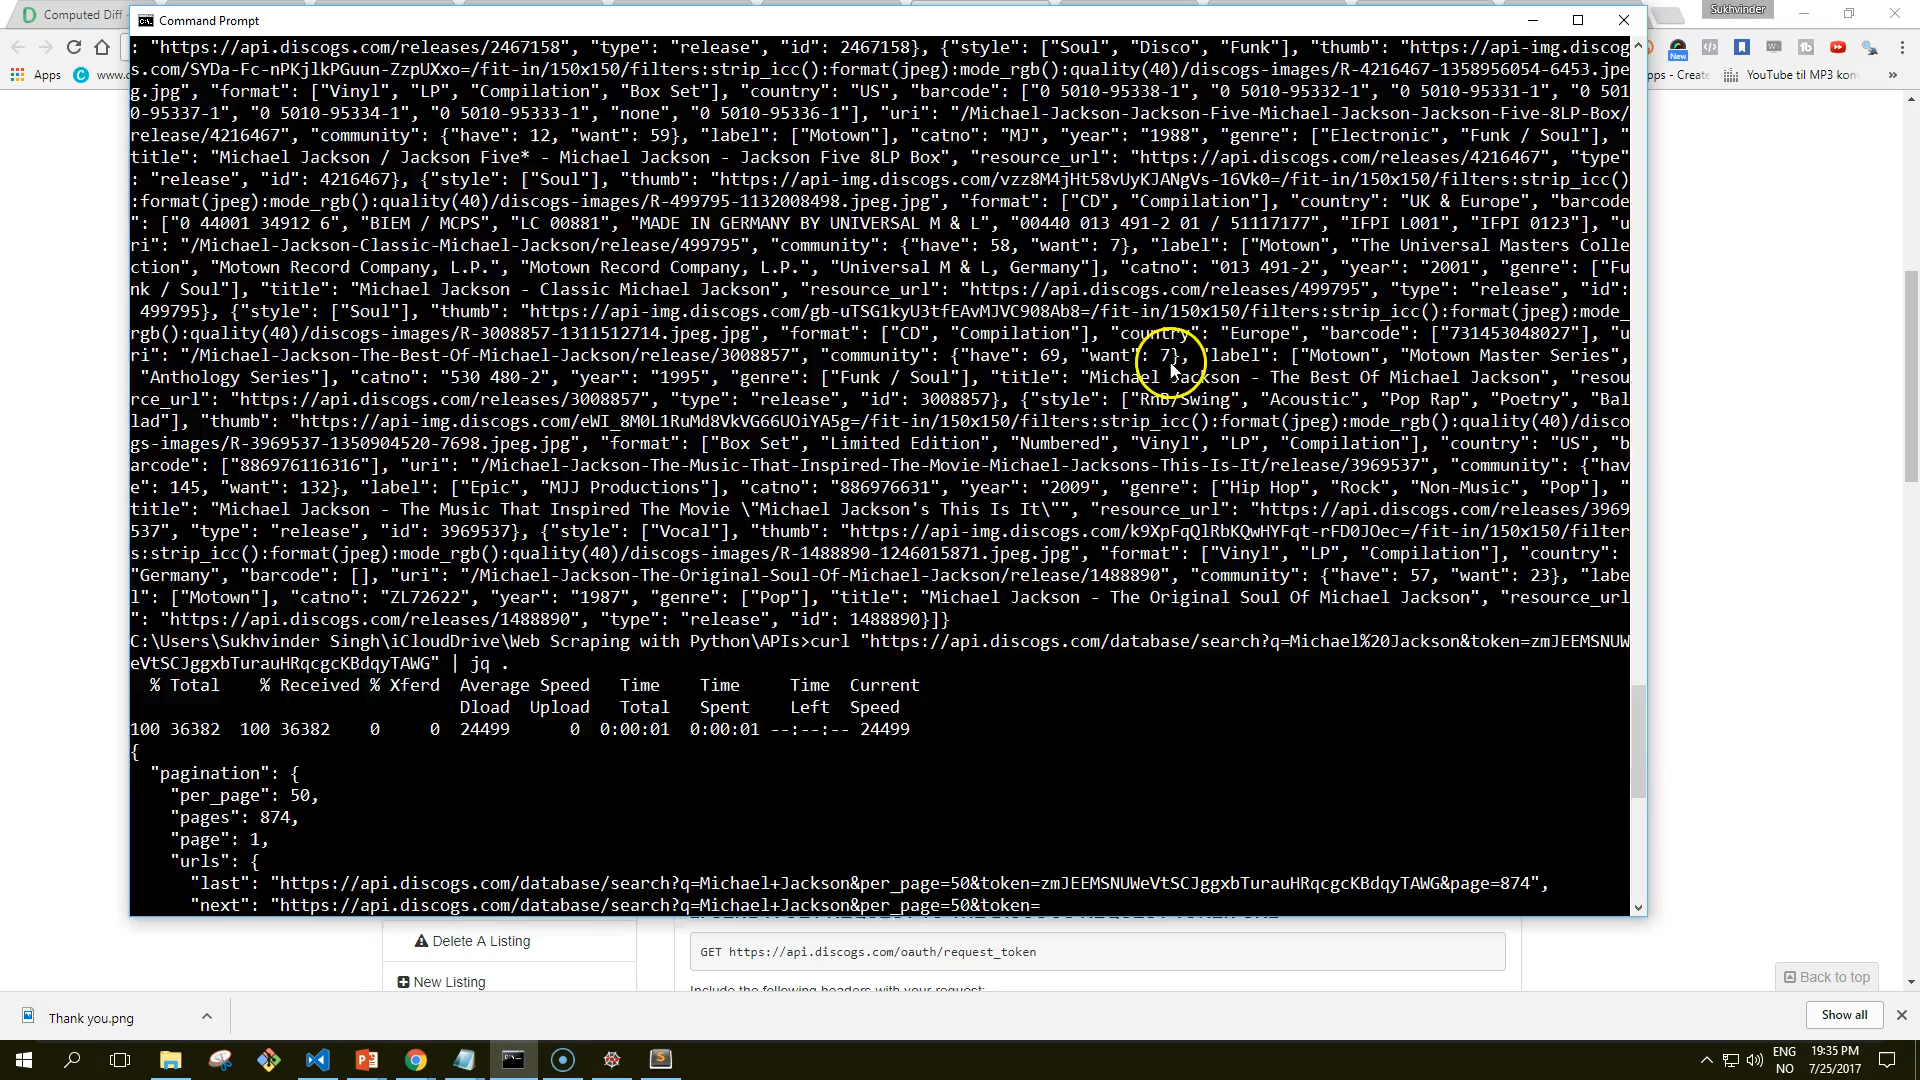 Computed Diff
Command Prompt
Sukhvinder
Apps
www.c
pps - Create
YouTube til MP3 kon
»
: "https://api.discogs.com/releases/2467158", "type": "release", "id": 2467158}, {"style": ["Soul", "Disco", "Funk"], "thumb": "https://api-img.discog
s.com/SYDa-Fc-nPKjlkPGuun-ZzpUXxo=/fit-in/150x150/filters:strip_icc():format(jpeg):mode_rgb():quality(40)/discogs-images/R-4216467-1358956054-6453.jpe
g.jpg", "format": ["Vinyl", "LP", "Compilation", "Box Set"], "country": "US", "barcode": ["0 5010-95338-1", "0 5010-95332-1", "0 5010-95331-1", "0 501
0-95337-1", "0 5010-95334-1", "0 5010-95333-1", "none", "0 5010-95336-1"], "uri": "/Michael-Jackson-Jackson-Five-Michael-Jackson-Jackson-Five-8LP-Box/
release/4216467", "community": {"have": 12, "want": 59}, "label": ["Motown"], "catno": "MJ", "year": "1988", "genre": ["Electronic", "Funk / Soul"], "
title": "Michael Jackson / Jackson Five* - Michael Jackson - Jackson Five 8LP Box", "resource_url": "https://api.discogs.com/releases/4216467", "type"
: "release", "id": 4216467}, {"style": ["Soul"], "thumb": "https://api-img.discogs.com/vzz8M4jHt58vUyKJANgVs-16Vk0=/fit-in/150x150/filters:strip_icc()
:format(jpeg):mode_rgb():quality(40)/discogs-images/R-499795-1132008498.jpeg.jpg", "format": ["CD", "Compilation"], "country": "UK & Europe", "barcode
": ["0 44001 34912 6", "BIEM / MCPS", "LC 00881", "MADE IN GERMANY BY UNIVERSAL M & L", "00440 013 491-2 01 / 51117177", "IFPI L001", "IFPI 0123"], "u
ri": "/Michael-Jackson-Classic-Michael-Jackson/release/499795", "community": {"have": 58, "want": 7}, "label": ["Motown", "The Universal Masters Colle
ction", "Motown Record Company, L.P.", "Motown Record Company, L.P.", "Universal M & L, Germany"], "catno": "013 491-2", "year": "2001", "genre": ["Fu
nk / Soul"], "title": "Michael Jackson - Classic Michael Jackson", "resource_url": "https://api.discogs.com/releases/499795", "type": "release", "id":
499795}, {"style": ["Soul"], "thumb": "https://api-img.discogs.com/gb-uTSG1kyU3tfEAvMJVC908Ab8=/fit-in/150x150/filters:strip_icc():format(jpeg):mode_
rgb():quality(40)/discogs-images/R-3008857-1311512714.jpeg.jpg", "format": ["CD", "Compilation"], "country": "Europe", "barcode": ["731453048027"], "u
ri": "/Michael-Jackson-The-Best-Of-Michael-Jackson/release/3008857", "community": {"have": 69, "want": 7}, "label": ["Motown", "Motown Master Series",
"Anthology Series"], "catno": "530 480-2", "year": "1995", "genre": ["Funk / Soul"], "title": "Michael Jackson - The Best Of Michael Jackson", "resou
rce_url": "https://api.discogs.com/releases/3008857", "type": "release", "id": 3008857}, {"style": ["RnB/Swing", "Acoustic", "Pop Rap", "Poetry", "Bal
lad"], "thumb": "https://api-img.discogs.com/eWI_8M0L1RuMd8VkVG66UOiYA5g=/fit-in/150x150/filters:strip_icc():format(jpeg):mode_rgb():quality(40)/disco
gs-images/R-3969537-1350904520-7698.jpeg.jpg", "format": ["Box Set", "Limited Edition", "Numbered", "Vinyl", "LP", "Compilation"], "country": "US", "b
arcode": ["886976116316"], "uri": "/Michael-Jackson-The-Music-That-Inspired-The-Movie-Michael-Jacksons-This-Is-It/release/3969537", "community": {"hav
e": 145, "want": 132}, "label": ["Epic", "MJJ Productions"], "catno": "886976631", "year": "2009", "genre": ["Hip Hop", "Rock", "Non-Music", "Pop"], "
title": "Michael Jackson - The Music That Inspired The Movie \"Michael Jackson's This Is It\"", "resource_url": "https://api.discogs.com/releases/3969
537", "type": "release", "id": 3969537}, {"style": ["Vocal"], "thumb": "https://api-img.discogs.com/k9XpFqQlRbKQwHYFqt-rFD0JOec=/fit-in/150x150/filter
s:strip_icc():format(jpeg):mode_rgb():quality(40)/discogs-images/R-1488890-1246015871.jpeg.jpg", "format": ["Vinyl", "LP", "Compilation"], "country":
"Germany", "barcode": [], "uri": "/Michael-Jackson-The-Original-Soul-Of-Michael-Jackson/release/1488890", "community": {"have": 57, "want": 23}, "labe
l": ["Motown"], "catno": "ZL72622", "year": "1987", "genre": ["Pop"], "title": "Michael Jackson - The Original Soul Of Michael Jackson", "resource_url
": "https://api.discogs.com/releases/1488890", "type": "release", "id": 1488890}]}
C:\Users\Sukhvinder Singh\iCloudDrive\Web Scraping with Python\APIs>curl "https://api.discogs.com/database/search?q=Michael%20Jackson&token=zmJEEMSNUW
eVtSCJggxbTurauHRqcgcKBdqyTAWG" | jq .
% Total % Received % Xferd Average Speed Time Time Time Current
Dload Upload Total Spent Left Speed
100 36382 100 36382 0 0 24499 0 0:00:01 0:00:01 --:--:-- 24499
{
"pagination": {
"per_page": 50,
"pages": 874,
"page": 1,
"urls": {
"last": "https://api.discogs.com/database/search?q=Michael+Jackson&per_page=50&token=zmJEEMSNUWeVtSCJggxbTurauHRqcgcKBdqyTAWG&page=874",
"next": "https://api.discogs.com/database/search?q=Michael+Jackson&per_page=50&token=
Delete A Listing
GET https://api.discogs.com/oauth/request_token
New Listing
Include the following headers with your request:
Back to top
Thank you.png
Show all
ENG
NO
19:35 PM
7/25/2017